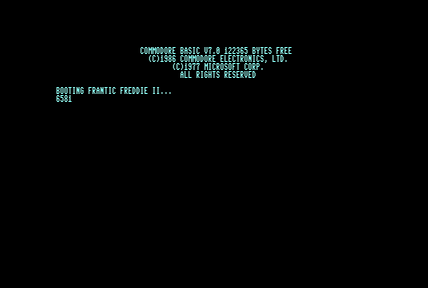 COMMODORE BASIC V7.0 122365 BYTES FREE
(C)1986 COMMODORE ELECTRONICS, LTD.
(C)1977 MICROSOFT CORP.
ALL RIGHTS RESERVED
BOOTING FRANTIC FREDDIE II...
6581